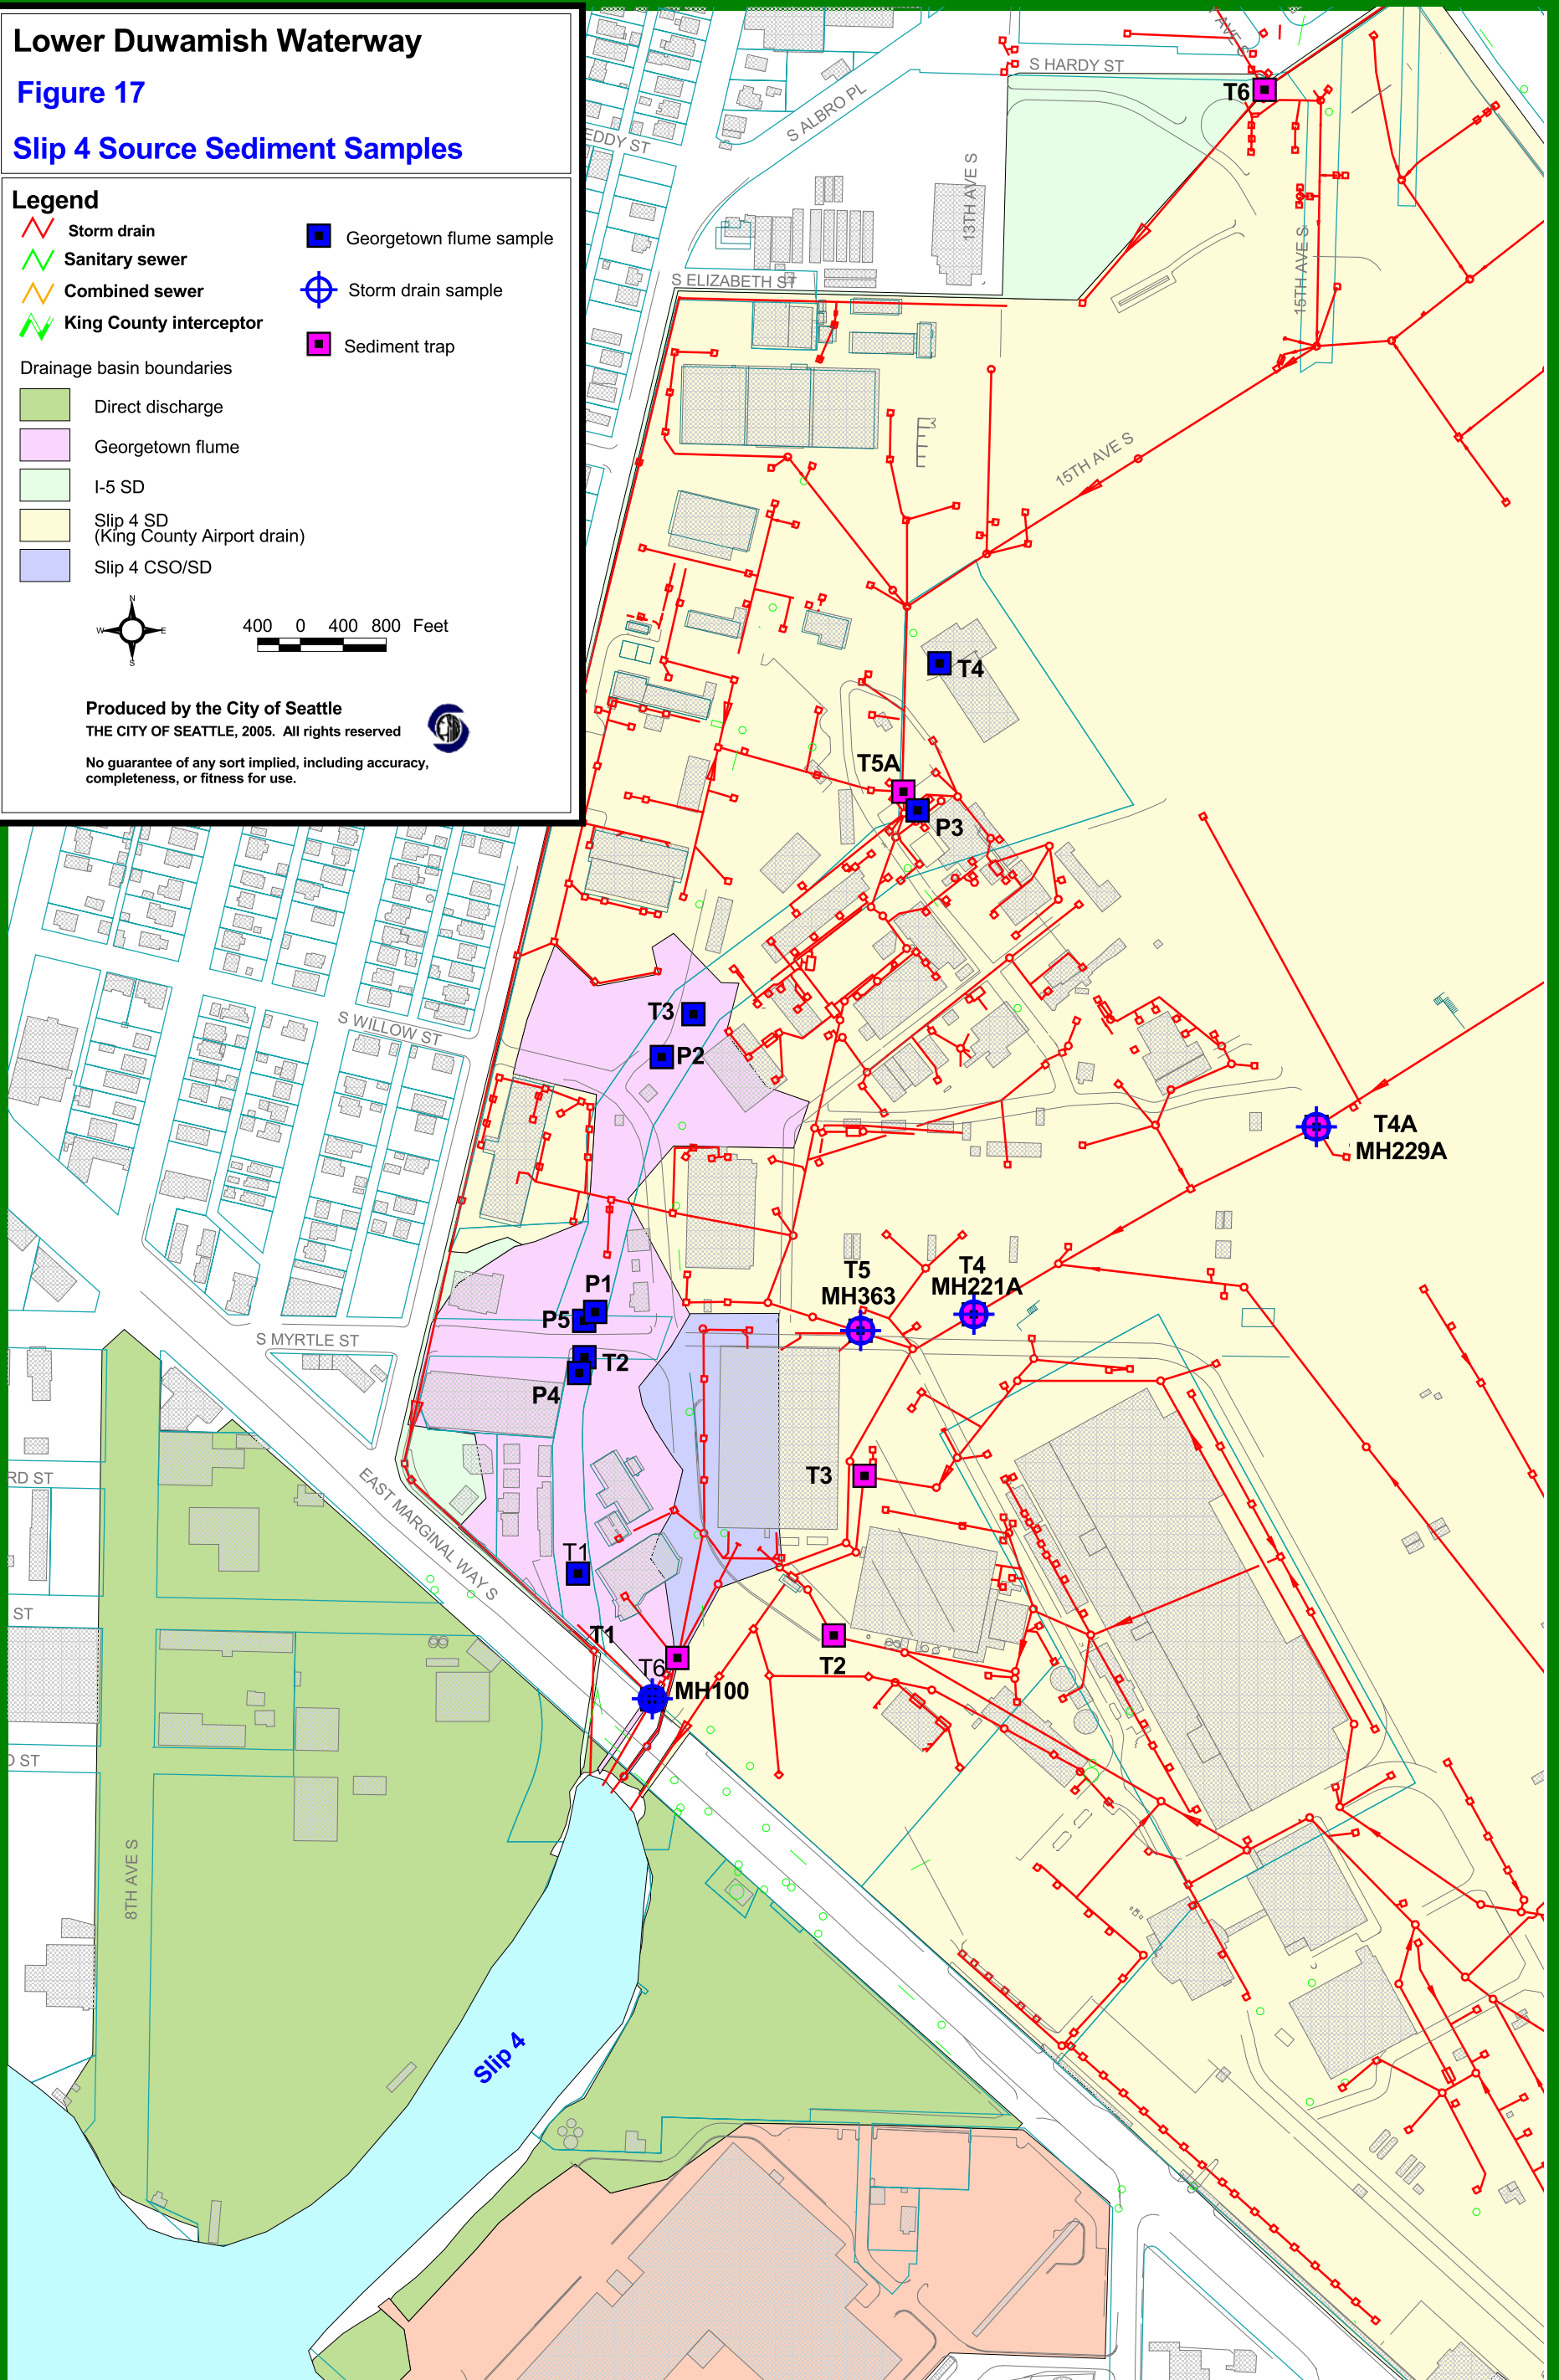 Lower Duwamish Waterway
Figure 17
Slip 4 Source Sediment Samples
Legend
Storm drain
Sanitary sewer
Combined sewer
King County interceptor
Georgetown flume sample
Storm drain sample
Sediment trap
Drainage basin boundaries
Direct discharge
Georgetown flume
I-5 SD
Slip 4 SD
(King County Airport drain)
Slip 4 CSO/SD
N
W
E
S
400 0 400 800 Feet
Produced by the City of Seattle
THE CITY OF SEATTLE, 2005. All rights reserved
No guarantee of any sort implied, including accuracy,
completeness, or fitness for use.
EDDY ST
S ALBRO PL
S HARDY ST
AVE S
T6
13TH AVE S
15TH AVE S
S ELIZABETH ST
15TH AVE S
T4
T5A
P3
T3
P2
S WILLOW ST
T4A
MH229A
T5
MH363
T4
MH221A
P1
P5
T2
P4
S MYRTLE ST
T3
RD ST
EAST MARGINAL WAY S
T1
ST
T1
T6
MH100
T2
ST
8TH AVE S
Slip 4